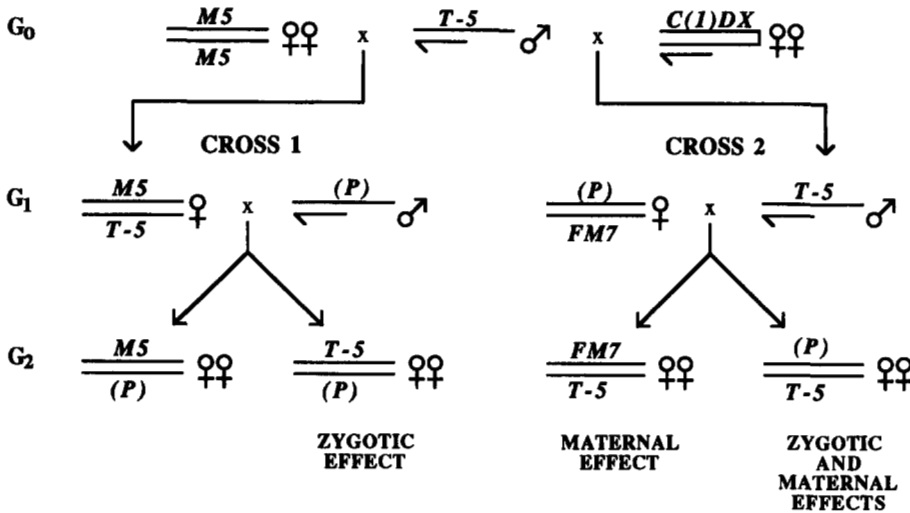 G0 M5 M5 ♀♀ x T-5 ♂ x C(1)DX ♀♀
CROSS 1 CROSS 2
G1 M5 T-5 ♀ x (P) ♂ (P) FM7 ♀ x T-5 ♂
G2 M5 (P) ♀♀ T-5 (P) ♀♀ FM7 T-5 ♀♀ (P) T-5 ♀♀
ZYGOTIC
EFFECT
MATERNAL
EFFECT
ZYGOTIC
AND
MATERNAL
EFFECTS